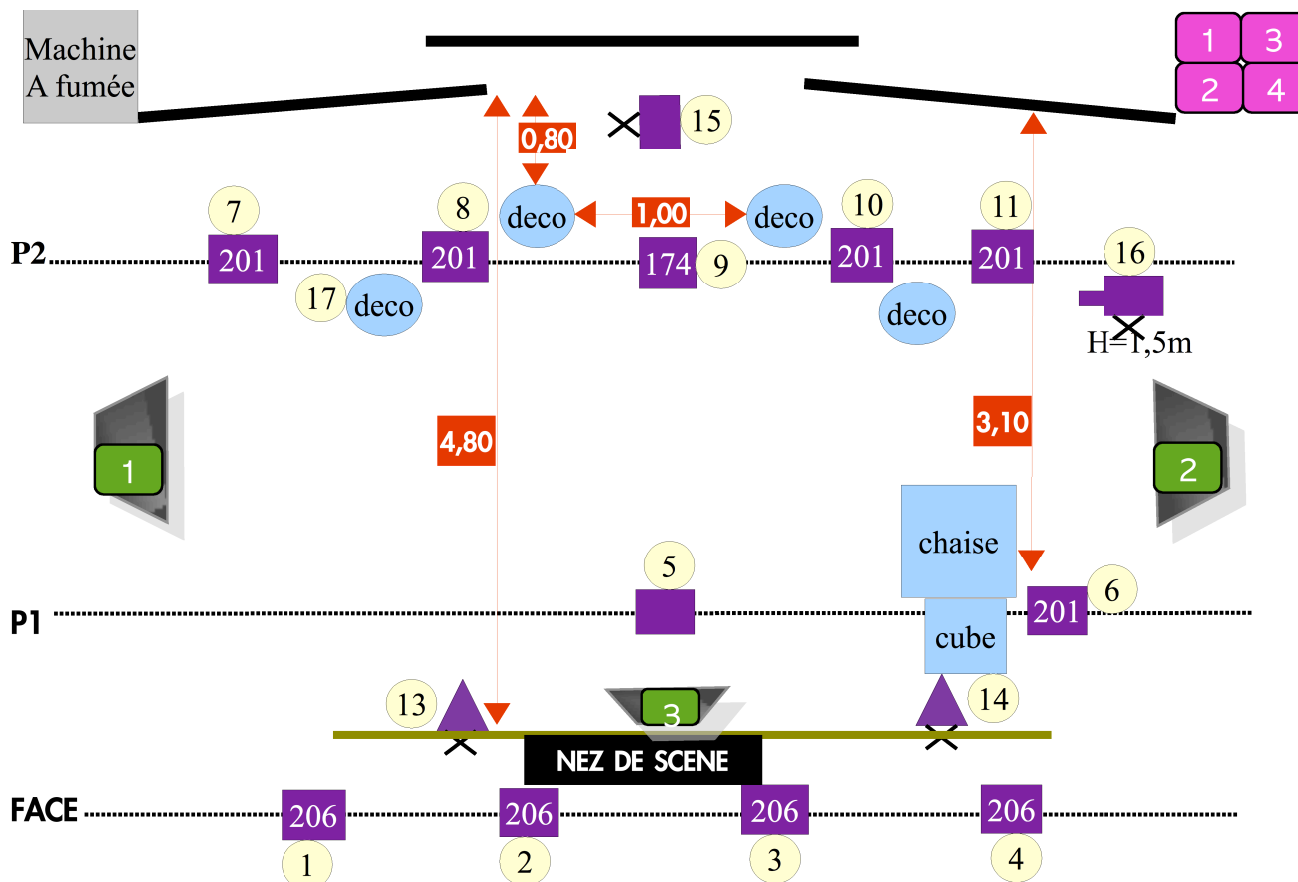 Machine
A fumée
1
3
2
4
0,80
15
7
8
deco
1,00
deco
10
11
P2
201
201
174
9
201
201
16
17
deco
deco
H=1,5m
1
4,80
3,10
2
chaise
5
6
P1
201
cube
13
3
14
NEZ DE SCENE
FACE
206
206
206
206
1
2
3
4